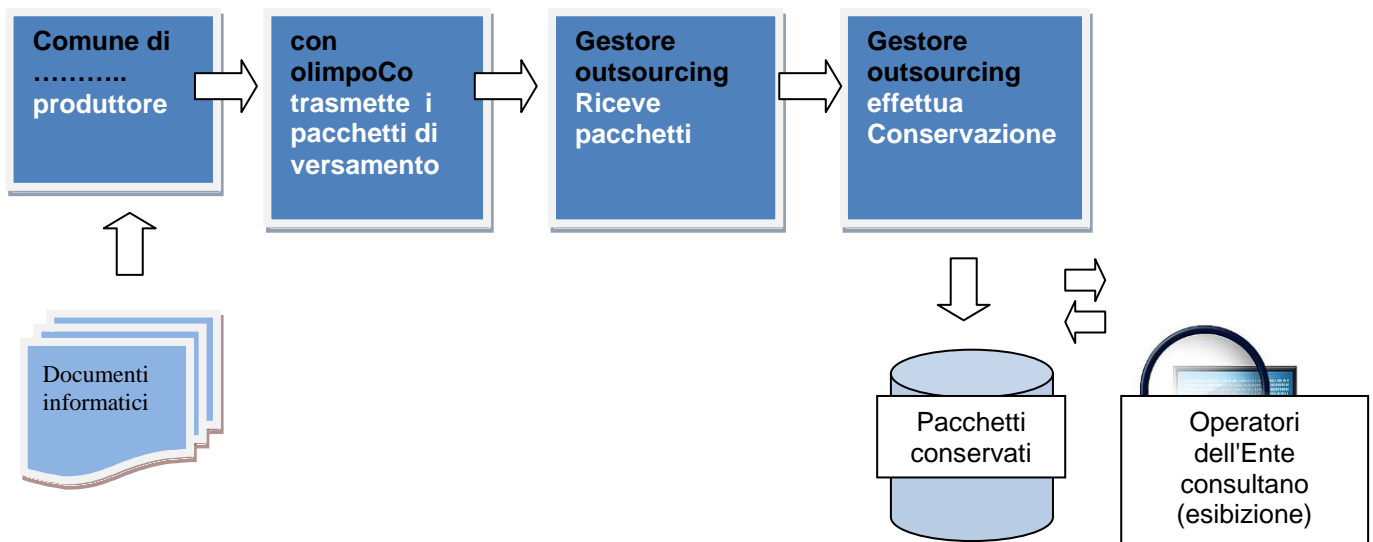 Comune di
………..
produttore
con
olimpoCo
trasmette i
pacchetti di
versamento
Gestore
outsourcing
Riceve
pacchetti
Gestore
outsourcing
effettua
Conservazione
Documenti
informatici
Pacchetti
conservati
Operatori
dell'Ente
consultano
(esibizione)